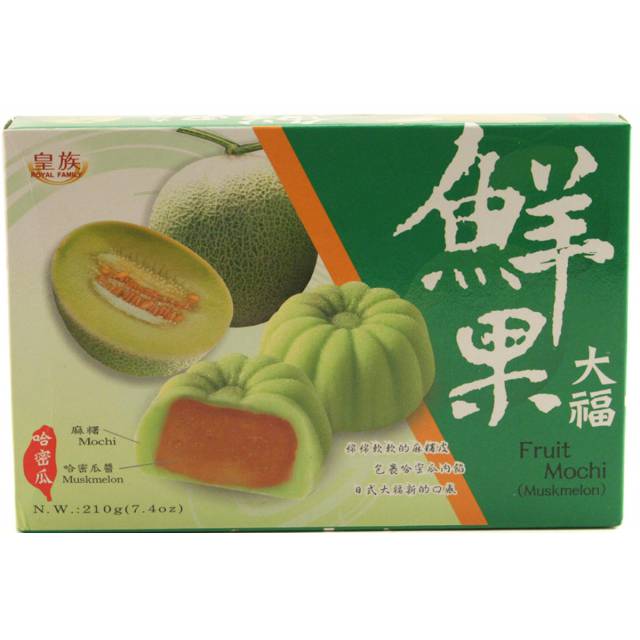 皇族
ROYAL FAMILY
鮮果
大福
Fruit
Mochi
(Muskmelon)
麻糬
Mochi
哈密瓜醬
Muskmelon
哈密瓜
綿綿軟軟的麻糬皮
包裹哈密瓜內餡
日式大福新的口感
N.W.:210g(7.4oz)